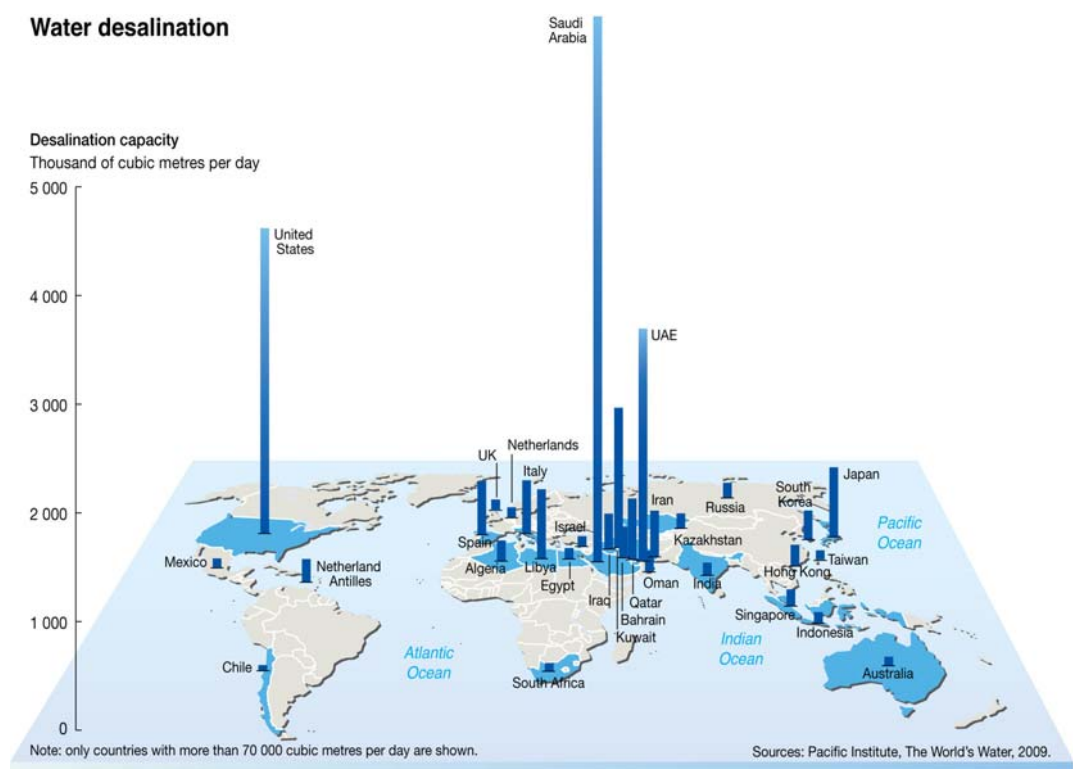 Water desalination
Saudi
Arabia
Desalination capacity
Thousand of cubic metres per day
5 000
4 000
3 000
2 000
1 000
0
United
States
UAE
Netherlands
UK
Italy
Israel
Iran
Spain
Algeria
Libya
Egypt
Iraq
Kuwait
Bahrain
Qatar
Oman
Kazakhstan
Russia
South
Korea
Japan
Pacific
Ocean
Taiwan
Hong Kong
India
Singapore
Indonesia
Mexico
Netherland
Antilles
Chile
Atlantic
Ocean
South Africa
Indian
Ocean
Australia
Note: only countries with more than 70 000 cubic metres per day are shown.
Sources: Pacific Institute, The World's Water, 2009.